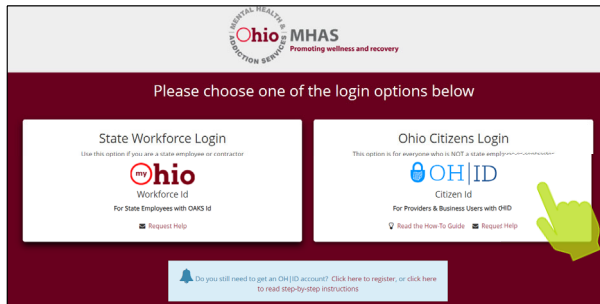 MENTAL HEALTH & ADDICTION SERVICES
Ohio MHAS
Promoting wellness and recovery
Please choose one of the login options below
State Workforce Login
Use this option if you are a state employee or contractor
myOhio
Workforce Id
For State Employees with OAKS Id
Request Help
Ohio Citizens Login
This option is for everyone who is NOT a state employee or contractor
OH|ID
Citizen Id
For Providers & Business Users with OHID
Read the How-To Guide Request Help
Do you still need to get an OH|ID account? Click here to register, or click here
to read step-by-step instructions